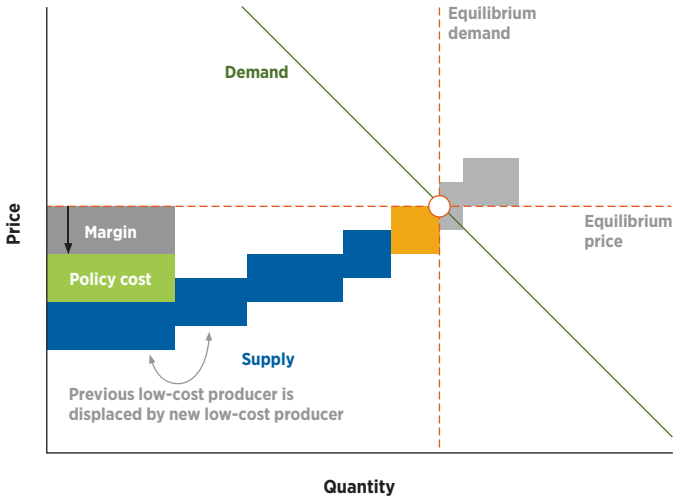 Equilibrium
demand
Demand
Price
Margin
Equilibrium
price
Policy cost
Supply
Previous low-cost producer is
displaced by new low-cost producer
Quantity